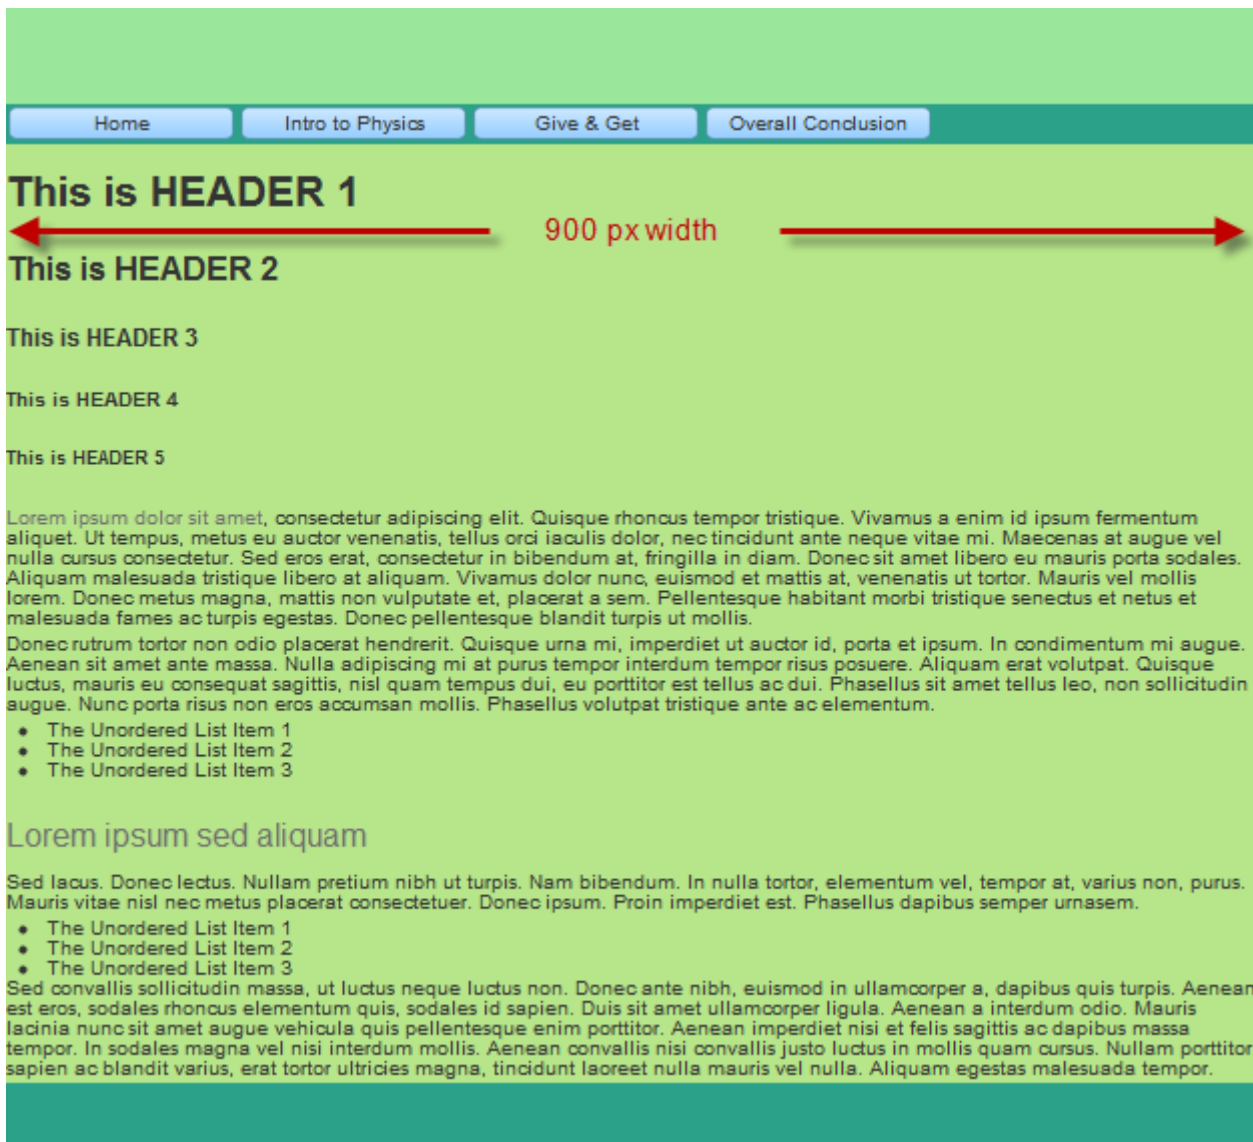 Home Intro to Physics Give & Get Overall Conclusion
This is HEADER 1
900 px width
This is HEADER 2
This is HEADER 3
This is HEADER 4
This is HEADER 5
Lorem ipsum dolor sit amet, consectetur adipiscing elit. Quisque rhoncus tempor tristique. Vivamus a enim id ipsum fermentum
aliquet. Ut tempus, metus eu auctor venenatis, tellus orci iaculis dolor, nec tincidunt ante neque vitae mi. Maecenas at augue vel
nulla cursus consectetur. Sed eros erat, consectetur in bibendum at, fringilla in diam. Donec sit amet libero eu mauris porta sodales.
Aliquam malesuada tristique libero at aliquam. Vivamus dolor nunc, euismod et mattis at, venenatis ut tortor. Mauris vel mollis
lorem. Donec metus magna, mattis non vulputate et, placerat a sem. Pellentesque habitant morbi tristique senectus et netus et
malesuada fames ac turpis egestas. Donec pellentesque blandit turpis ut mollis.
Donec rutrum tortor non odio placerat hendrerit. Quisque urna mi, imperdiet ut auctor id, porta et ipsum. In condimentum mi augue.
Aenean sit amet ante massa. Nulla adipiscing mi at purus tempor interdum tempor risus posuere. Aliquam erat volutpat. Quisque
luctus, mauris eu consequat sagittis, nisl quam tempus dui, eu porttitor est tellus ac dui. Phasellus sit amet tellus leo, non sollicitudin
augue. Nunc porta risus non eros accumsan mollis. Phasellus volutpat tristique ante ac elementum.
• The Unordered List Item 1
• The Unordered List Item 2
• The Unordered List Item 3
Lorem ipsum sed aliquam
Sed lacus. Donec lectus. Nullam pretium nibh ut turpis. Nam bibendum. In nulla tortor, elementum vel, tempor at, varius non, purus.
Mauris vitae nisl nec metus placerat consectetuer. Donec ipsum. Proin imperdiet est. Phasellus dapibus semper urnasem.
• The Unordered List Item 1
• The Unordered List Item 2
• The Unordered List Item 3
Sed convallis sollicitudin massa, ut luctus neque luctus non. Donec ante nibh, euismod in ullamcorper a, dapibus quis turpis. Aenean
est eros, sodales rhoncus elementum quis, sodales id sapien. Duis sit amet ullamcorper ligula. Aenean a interdum odio. Mauris
lacinia nunc sit amet augue vehicula quis pellentesque enim porttitor. Aenean imperdiet nisi et felis sagittis ac dapibus massa
tempor. In sodales magna vel nisi interdum mollis. Aenean convallis nisi convallis justo luctus in mollis quam cursus. Nullam porttitor
sapien ac blandit varius, erat tortor ultricies magna, tincidunt laoreet nulla mauris vel nulla. Aliquam egestas malesuada tempor.